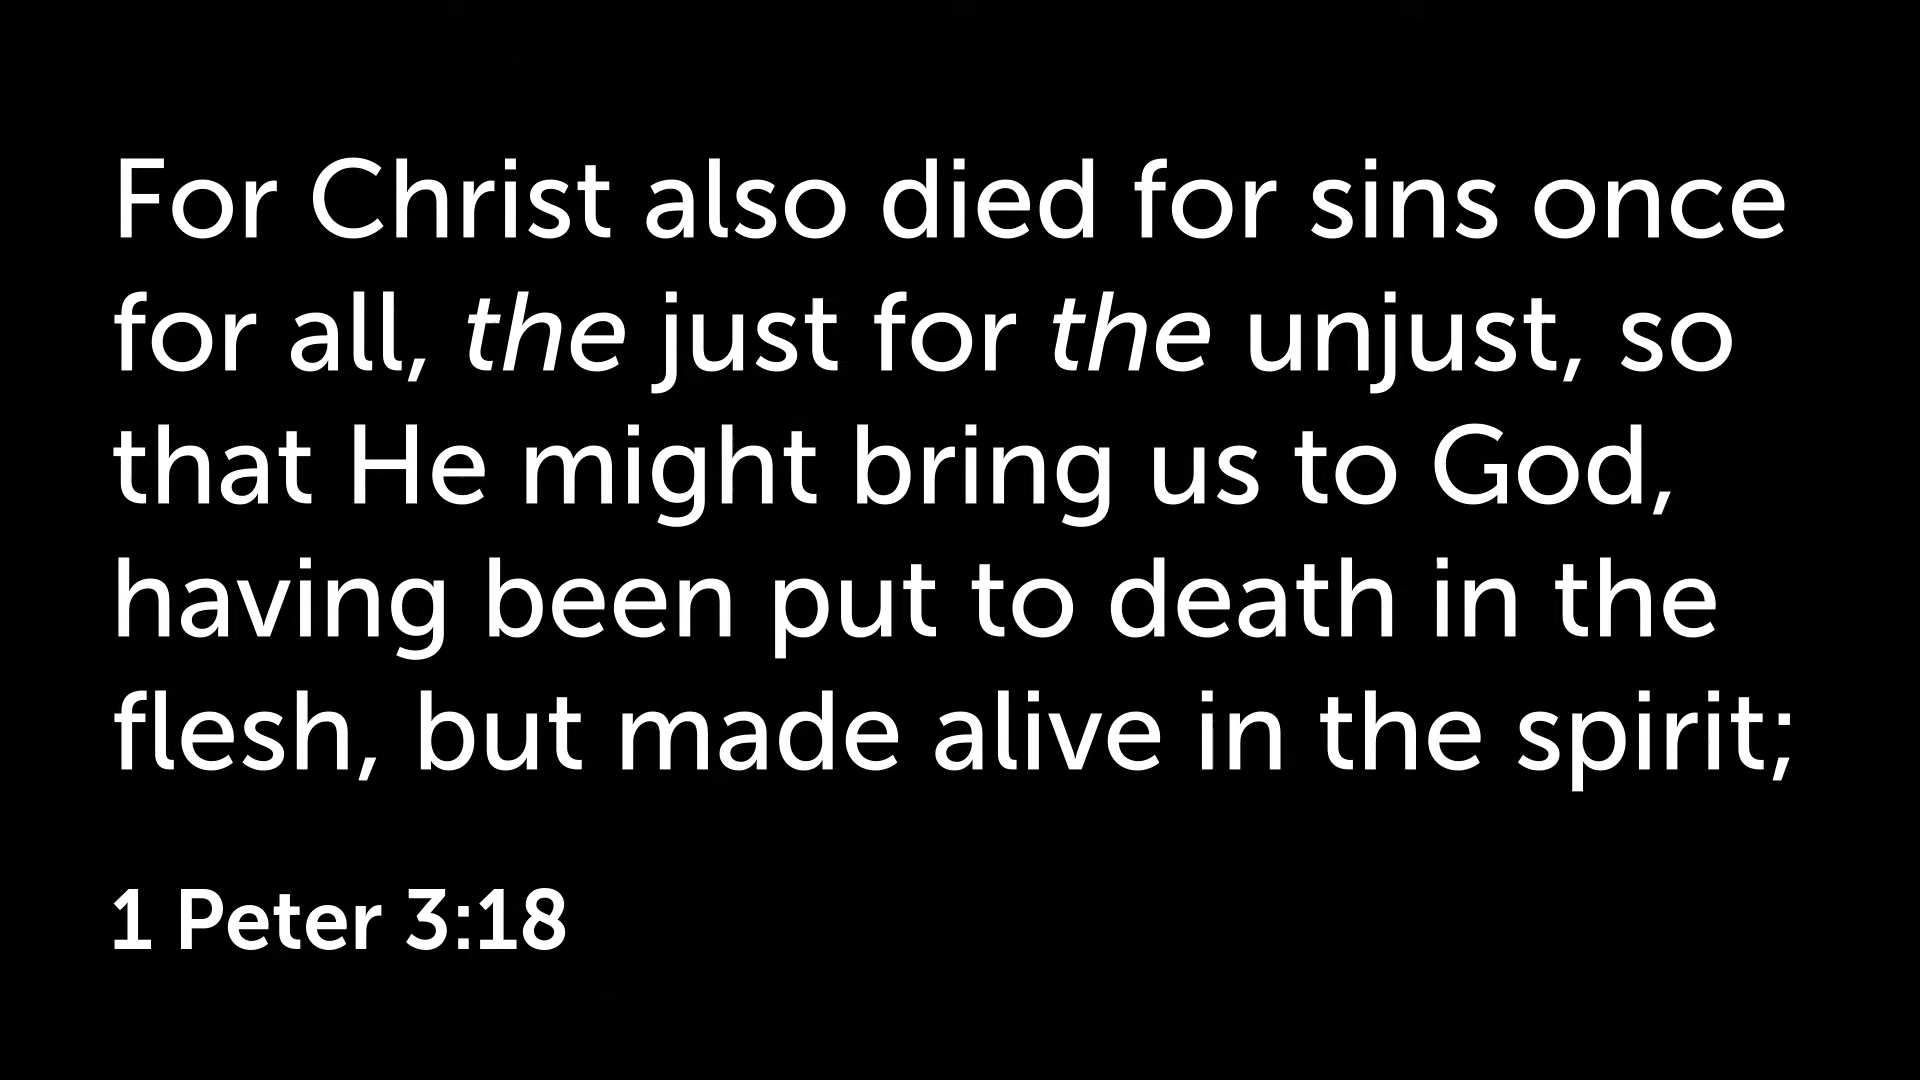 For Christ also died for sins once
for all, the just for the unjust, so
that He might bring us to God,
having been put to death in the
flesh, but made alive in the spirit;
1 Peter 3:18